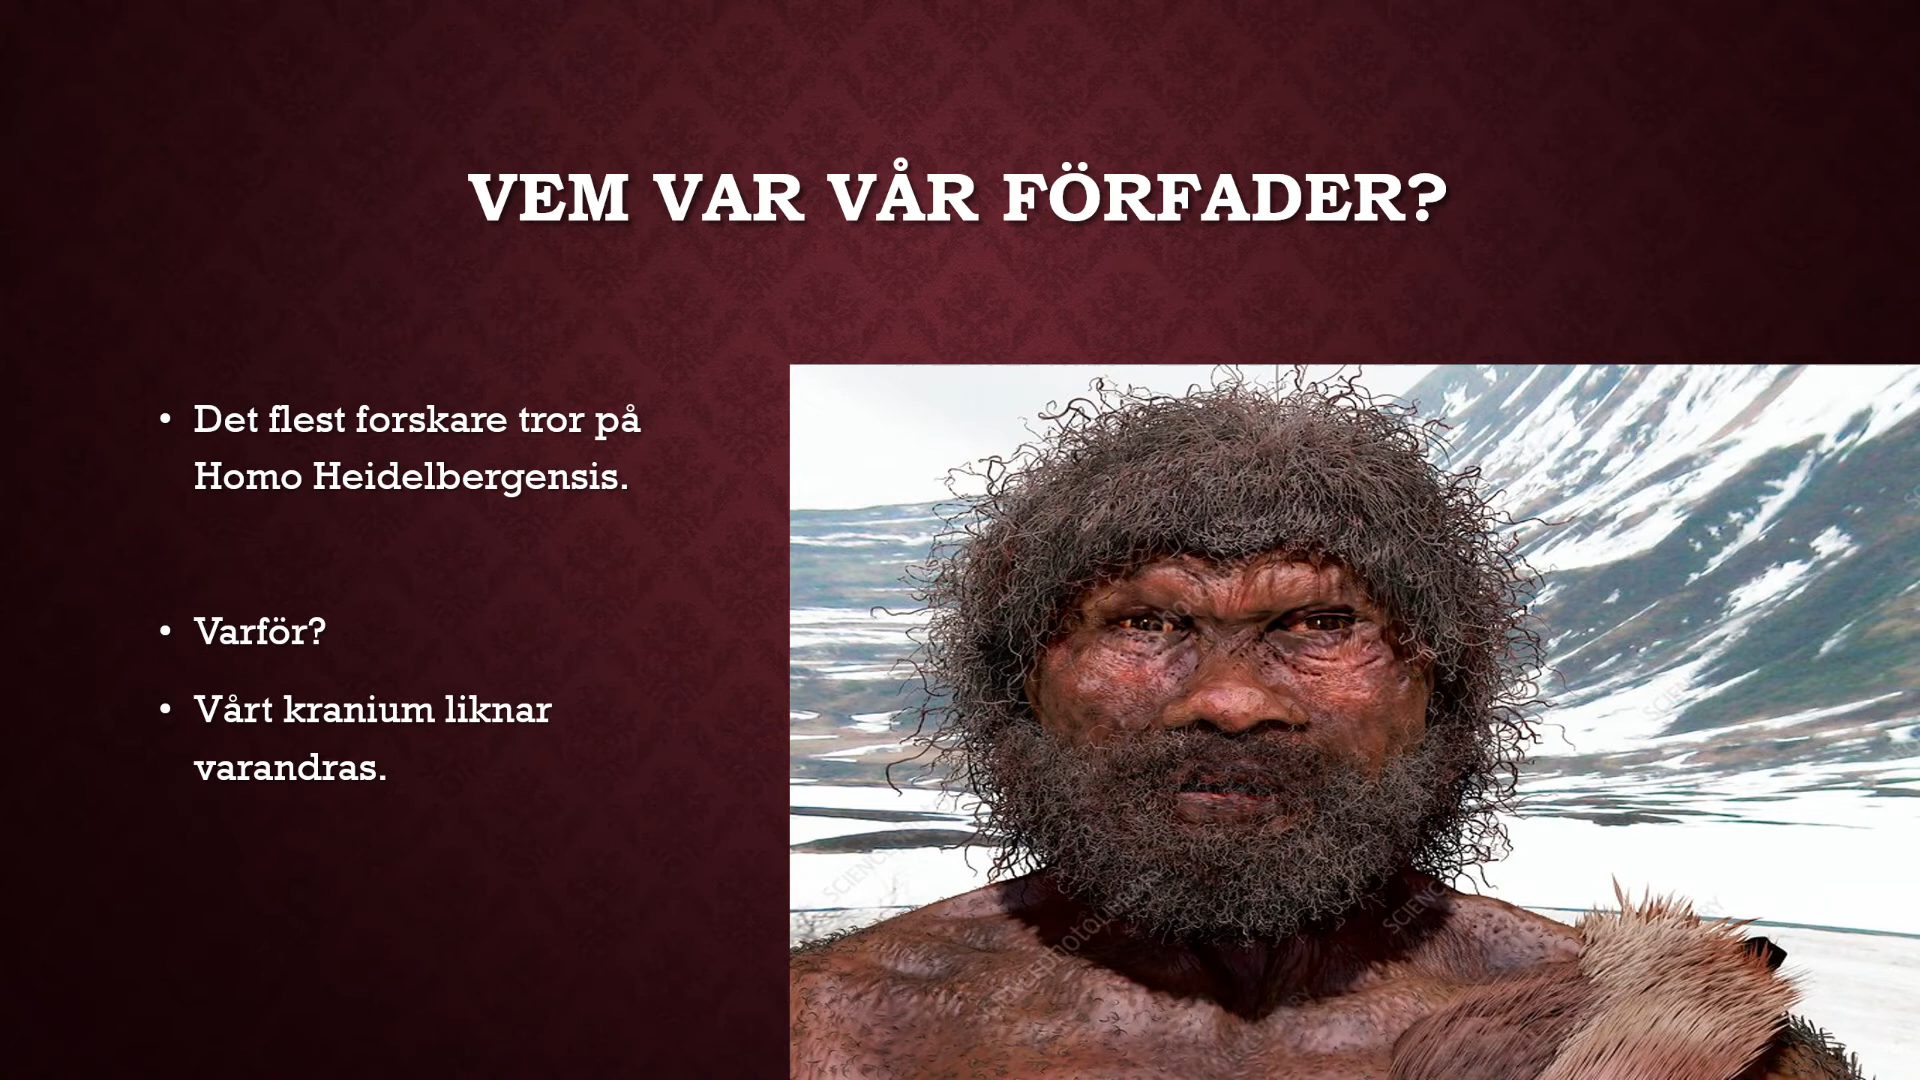 VEM VAR VÅR FÖRFADER?
• Det flest forskare tror på
Homo Heidelbergensis.
• Varför?
• Vårt kranium liknar
varandras.